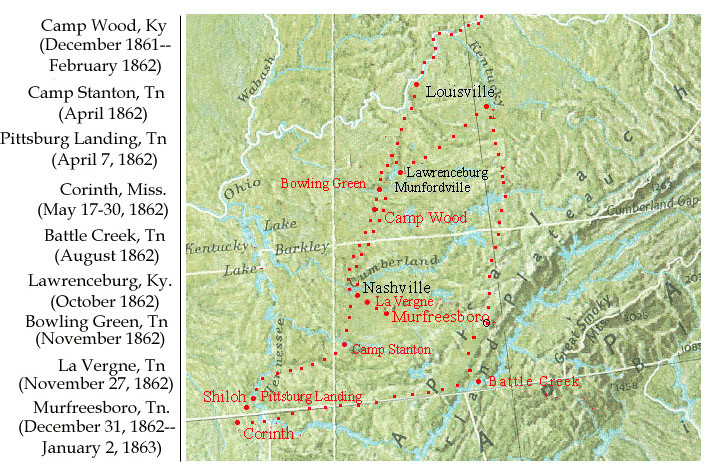 Camp Wood, Ky
(December 1861--
February 1862)
Camp Stanton, Tn
(April 1862)
Pittsburg Landing, Tn
(April 7, 1862)
Corinth, Miss.
(May 17-30, 1862)
Battle Creek, Tn
(August 1862)
Lawrenceburg, Ky.
(October 1862)
Bowling Green, Tn
(November 1862)
La Vergne, Tn
(November 27, 1862)
Murfreesboro, Tn.
(December 31, 1862--
January 2, 1863)
Wabash
Kentucky
Louisville
Lawrenceburg
Bowling Green
Munfordville
Ohio
Camp Wood
1263
Cumberland Gap
Lake
Barkley
Kentucky
Lake
Cumberland
Nashville
La Vergne
Murfreesboro
Great Smoky
Mts
2025
Camp Stanton
1085
Tennessee
Battle Creek
1458
Shiloh
Pittsburg Landing
Corinth
Plateau